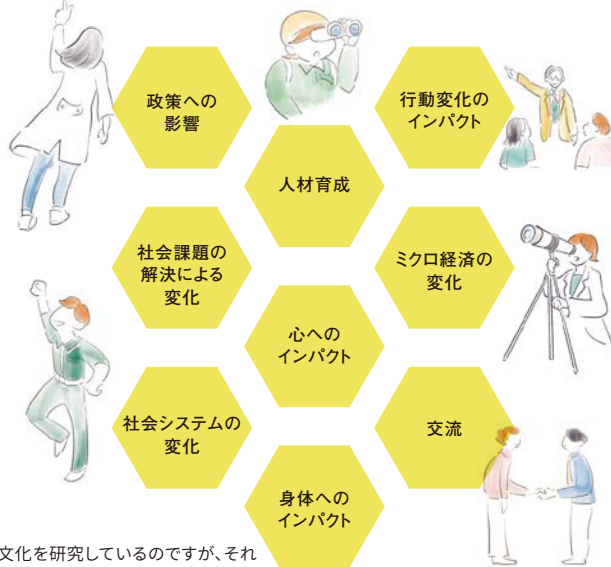 政策への
影響
行動変化の
インパクト
人材育成
社会課題の
解決による
変化
ミクロ経済の
変化
心への
インパクト
社会システムの
変化
交流
身体への
インパクト
文化を研究しているのですが、それ